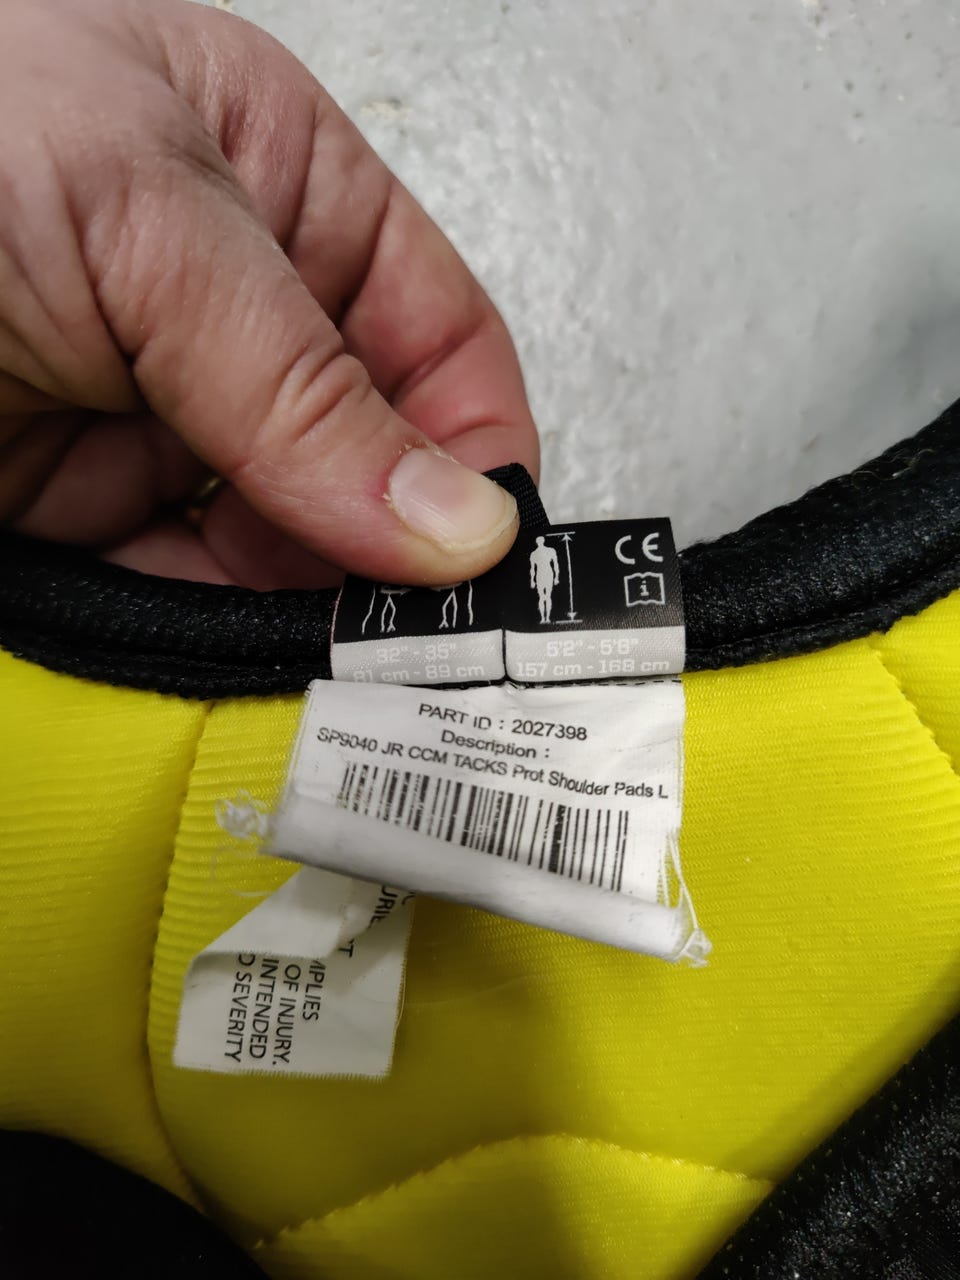 CE
i
32" - 35"
81 cm - 89 cm
5'2" - 5'6"
157 cm - 168 cm
PART ID : 2027398
Description :
SP9040 JR CCM TACKS Prot Shoulder Pads L
MPLIES
OF INJURY.
INTENDED
D SEVERITY